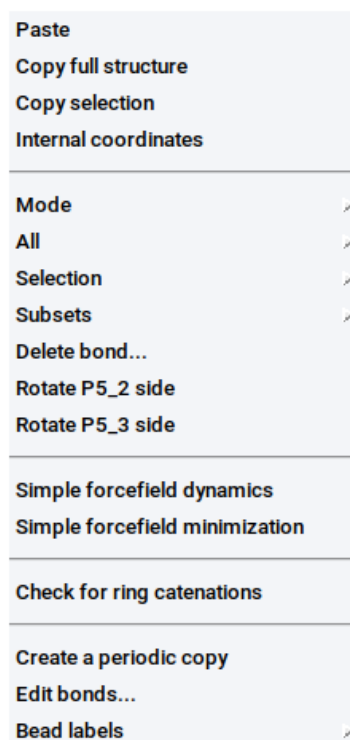 Paste
Copy full structure
Copy selection
Internal coordinates
Mode
All
Selection
Subsets
Delete bond...
Rotate P5_2 side
Rotate P5_3 side
Simple forcefield dynamics
Simple forcefield minimization
Check for ring catenations
Create a periodic copy
Edit bonds...
Bead labels